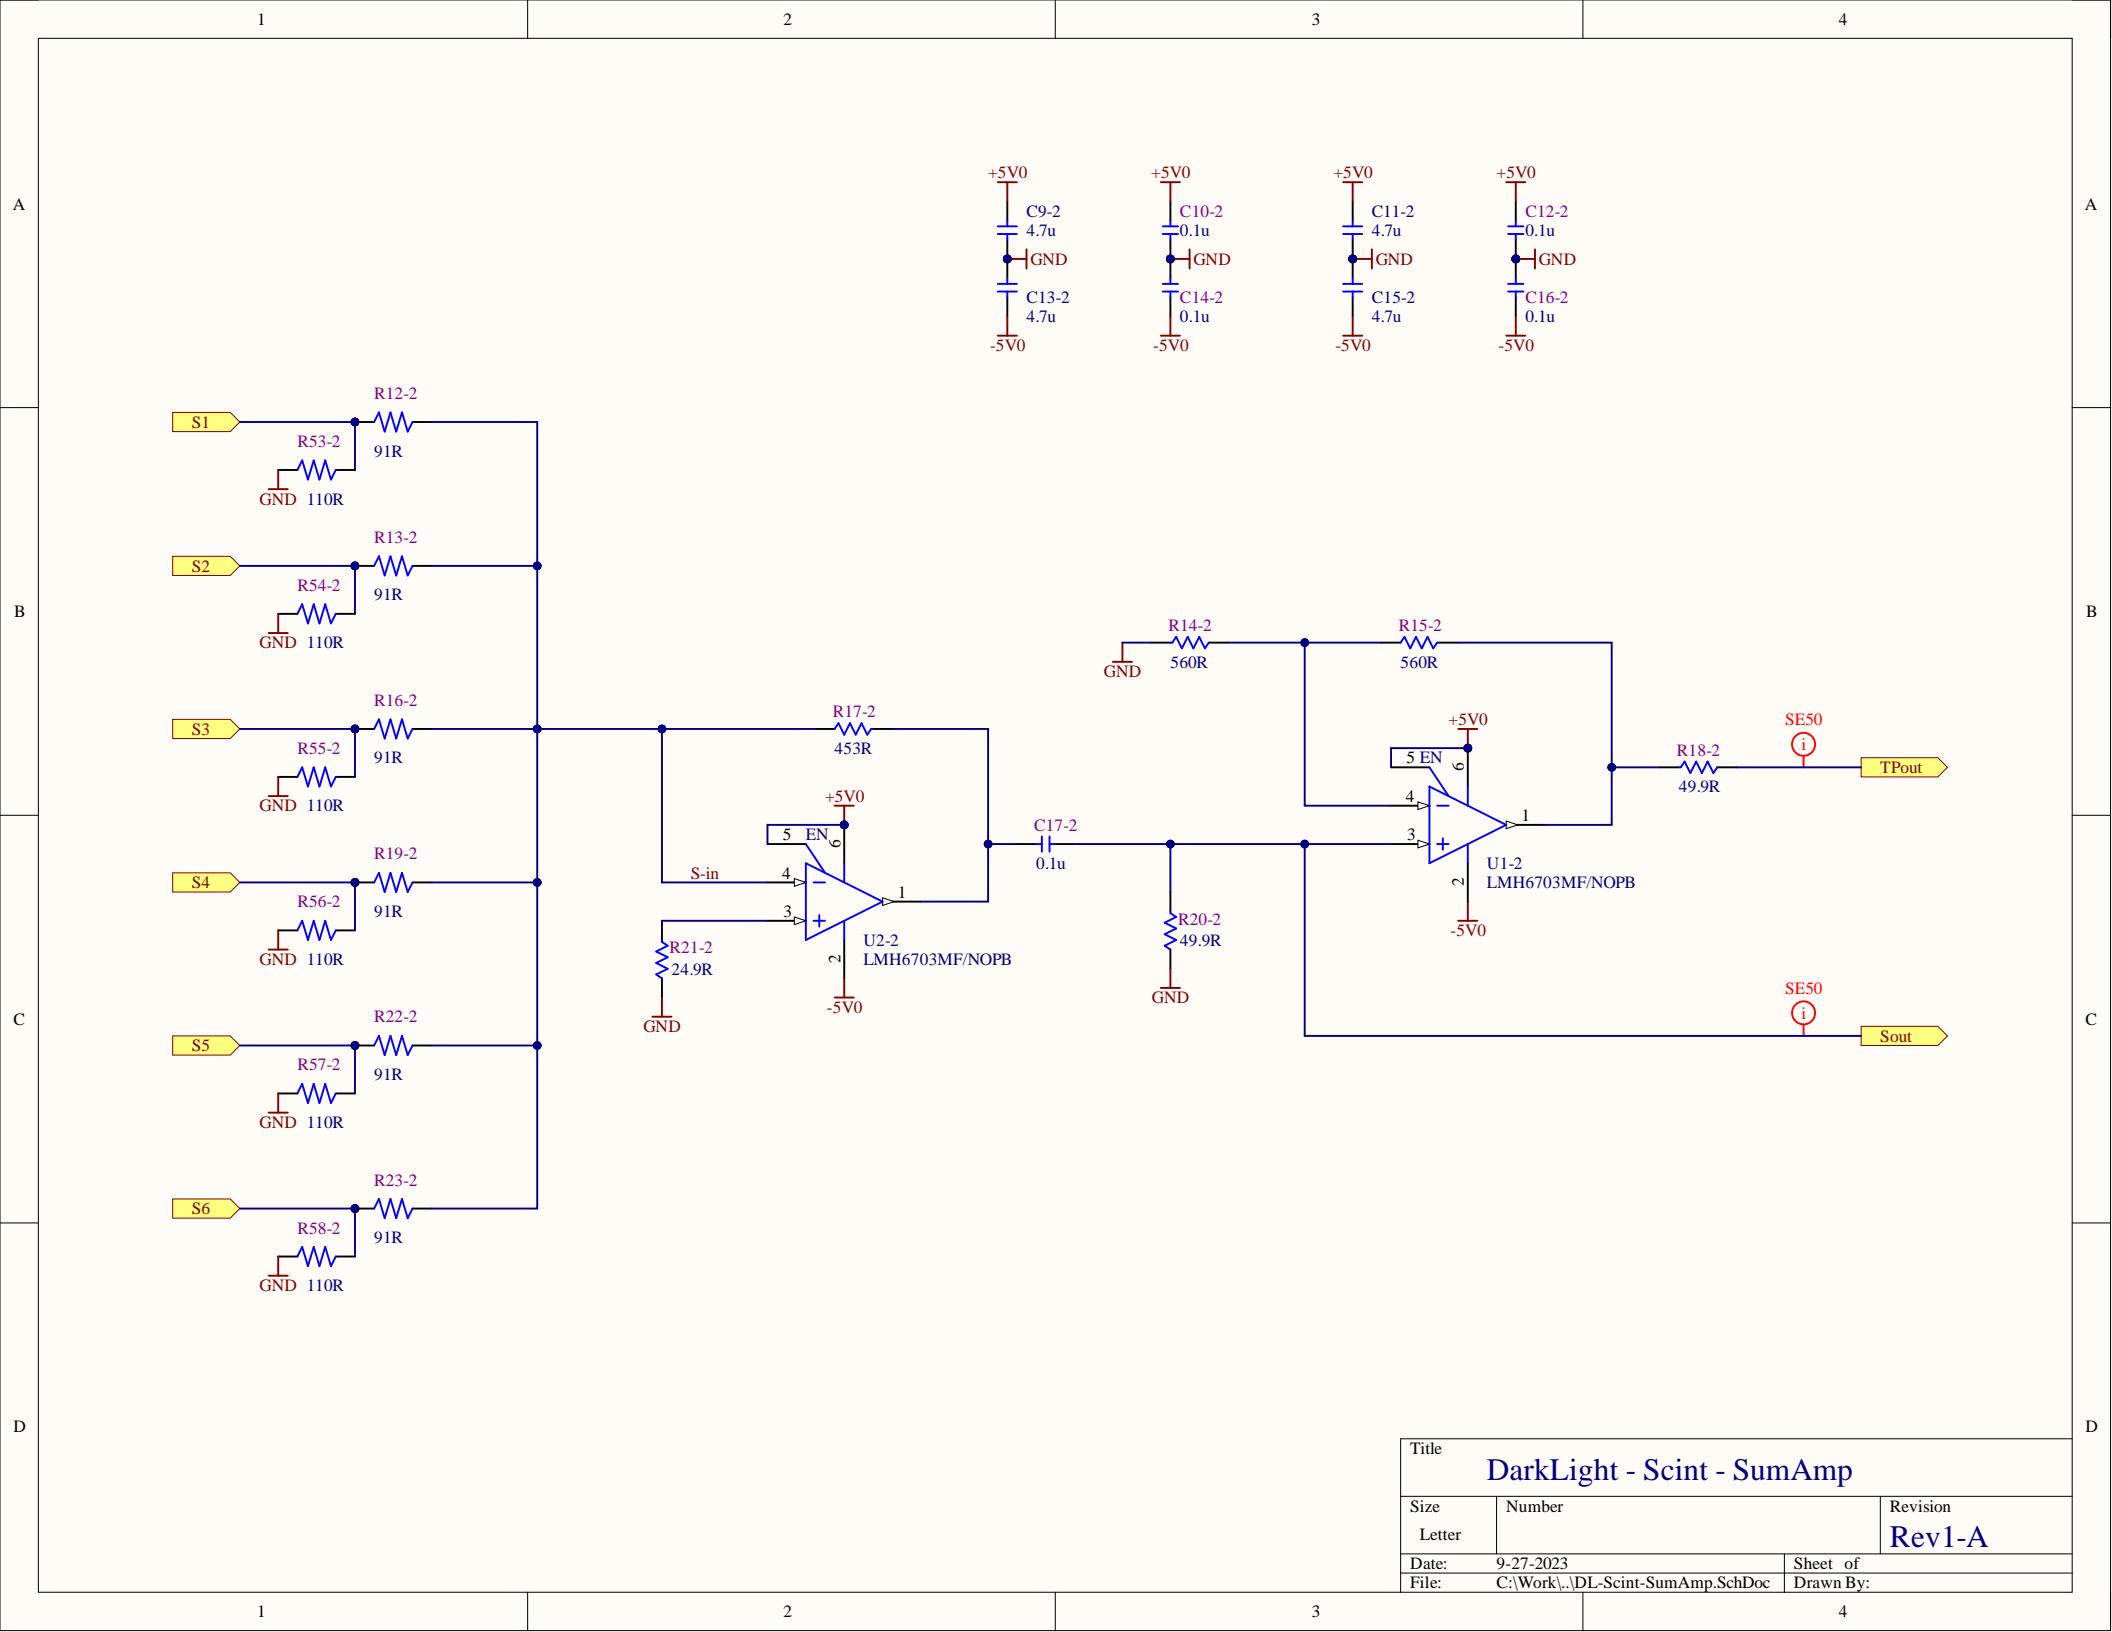 1 2 3 4
A A
+5V0 +5V0 +5V0 +5V0
C9-2 C10-2 C11-2 C12-2
4.7u 0.1u 4.7u 0.1u
GND GND GND GND
C13-2 C14-2 C15-2 C16-2
4.7u 0.1u 4.7u 0.1u
-5V0 -5V0 -5V0 -5V0
R12-2
S1
R53-2
91R
GND 110R
R13-2
S2
R54-2
91R
B B
GND 110R
R14-2 R15-2
560R 560R
GND
R16-2
S3
R55-2
91R
GND 110R
R17-2
453R
+5V0
5 EN
6
S-in
4
3
1
2
U2-2
LMH6703MF/NOPB
-5V0
R21-2
24.9R
GND
C17-2
0.1u
R20-2
49.9R
GND
+5V0
5 EN
6
4
3
1
2
U1-2
LMH6703MF/NOPB
-5V0
SE50
i
R18-2
49.9R
TPout
R19-2
S4
R56-2
91R
GND 110R
SE50
i
Sout
C C
R22-2
S5
R57-2
91R
GND 110R
R23-2
S6
R58-2
91R
GND 110R
D D
Title
DarkLight - Scint - SumAmp
Size Number Revision
Letter Rev1-A
Date: 9-27-2023 Sheet of
File: C:\Work\..\DL-Scint-SumAmp.SchDoc Drawn By:
1 2 3 4